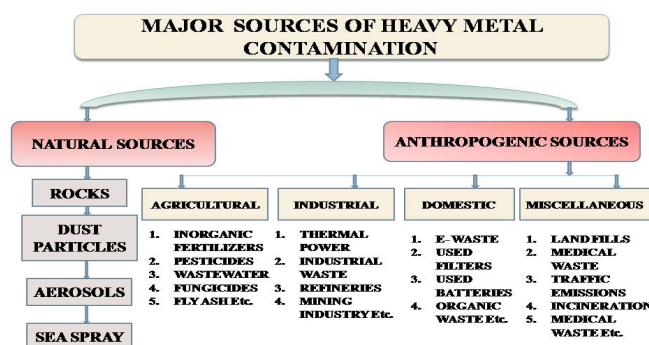 MAJOR SOURCES OF HEAVY METAL
CONTAMINATION
NATURAL SOURCES
ROCKS
DUST
PARTICLES
AEROSOLS
SEA SPRAY
ANTHROPOGENIC SOURCES
AGRICULTURAL
1. INORGANIC
FERTILIZERS
2. PESTICIDES
3. WASTEWATER
4. FUNGICIDES
5. FLY ASH Etc.
INDUSTRIAL
1. THERMAL
POWER
2. INDUSTRIAL
WASTE
3. REFINERIES
4. MINING
INDUSTRY Etc.
DOMESTIC
1. E-WASTE
2. USED
FILTERS
3. USED
BATTERIES
4. ORGANIC
WASTE Etc.
MISCELLANEOUS
1. LAND FILLS
2. MEDICAL
WASTE
3. TRAFFIC
EMISSIONS
4. INCINERATION
5. MEDICAL
WASTE Etc.